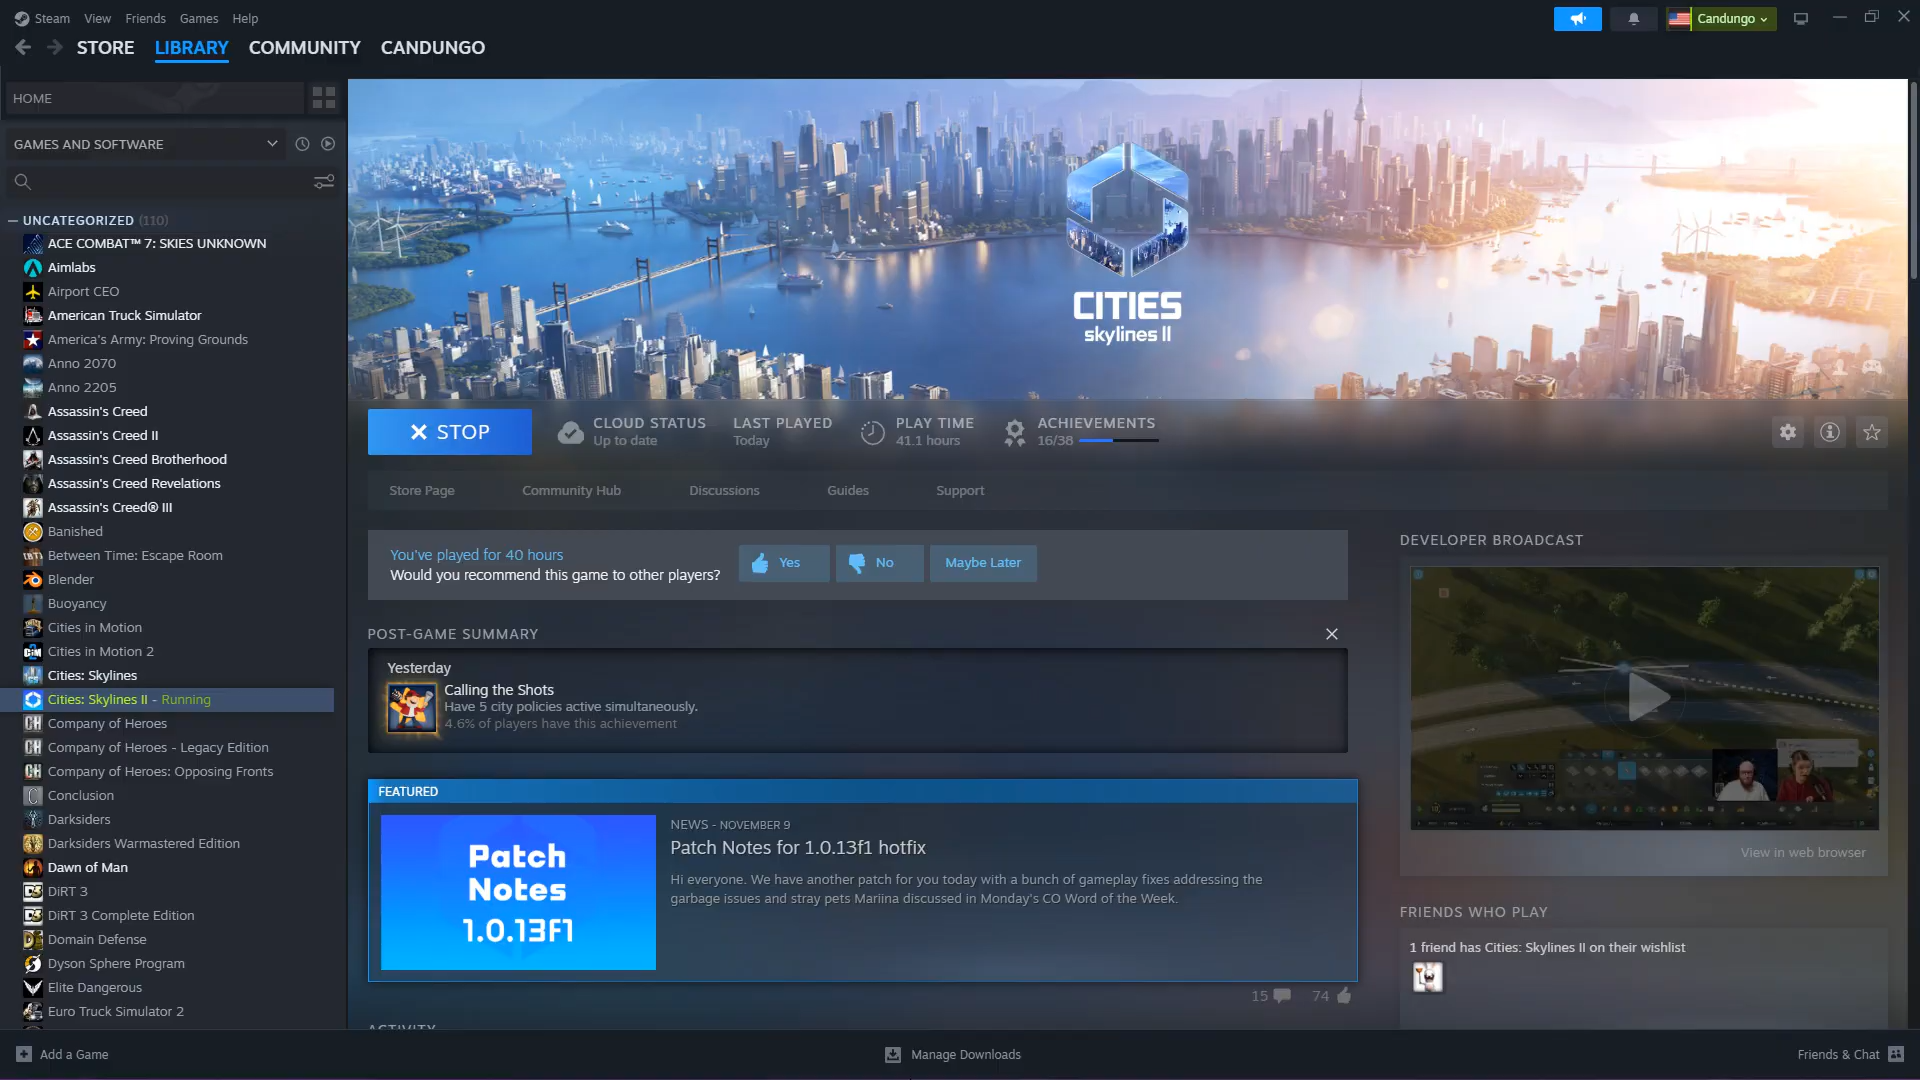 Steam View Friends Games Help
Candungo
STORE LIBRARY COMMUNITY CANDUNGO
HOME
GAMES AND SOFTWARE
UNCATEGORIZED (110)
ACE COMBAT™ 7: SKIES UNKNOWN
Aimlabs
Airport CEO
American Truck Simulator
America's Army: Proving Grounds
Anno 2070
Anno 2205
Assassin's Creed
Assassin's Creed II
Assassin's Creed Brotherhood
Assassin's Creed Revelations
Assassin's Creed® III
Banished
Between Time: Escape Room
Blender
Buoyancy
Cities in Motion
Cities in Motion 2
Cities: Skylines
Cities: Skylines II - Running
Company of Heroes
Company of Heroes - Legacy Edition
Company of Heroes: Opposing Fronts
Conclusion
Darksiders
Darksiders Warmastered Edition
Dawn of Man
DiRT 3
DiRT 3 Complete Edition
Domain Defense
Dyson Sphere Program
Elite Dangerous
Euro Truck Simulator 2
CITIES
skylines II
STOP
CLOUD STATUS
Up to date
LAST PLAYED
Today
PLAY TIME
41.1 hours
ACHIEVEMENTS
16/38
Store Page Community Hub Discussions Guides Support
You've played for 40 hours
Would you recommend this game to other players?
Yes No Maybe Later
POST-GAME SUMMARY
Yesterday
Calling the Shots
Have 5 city policies active simultaneously.
4.6% of players have this achievement
FEATURED
Patch
Notes
1.0.13F1
NEWS - NOVEMBER 9
Patch Notes for 1.0.13f1 hotfix
Hi everyone. We have another patch for you today with a bunch of gameplay fixes addressing the
garbage issues and stray pets Mariina discussed in Monday's CO Word of the Week.
15 74
ACTIVITY
DEVELOPER BROADCAST
View in web browser
FRIENDS WHO PLAY
1 friend has Cities: Skylines II on their wishlist
Add a Game
Manage Downloads
Friends & Chat